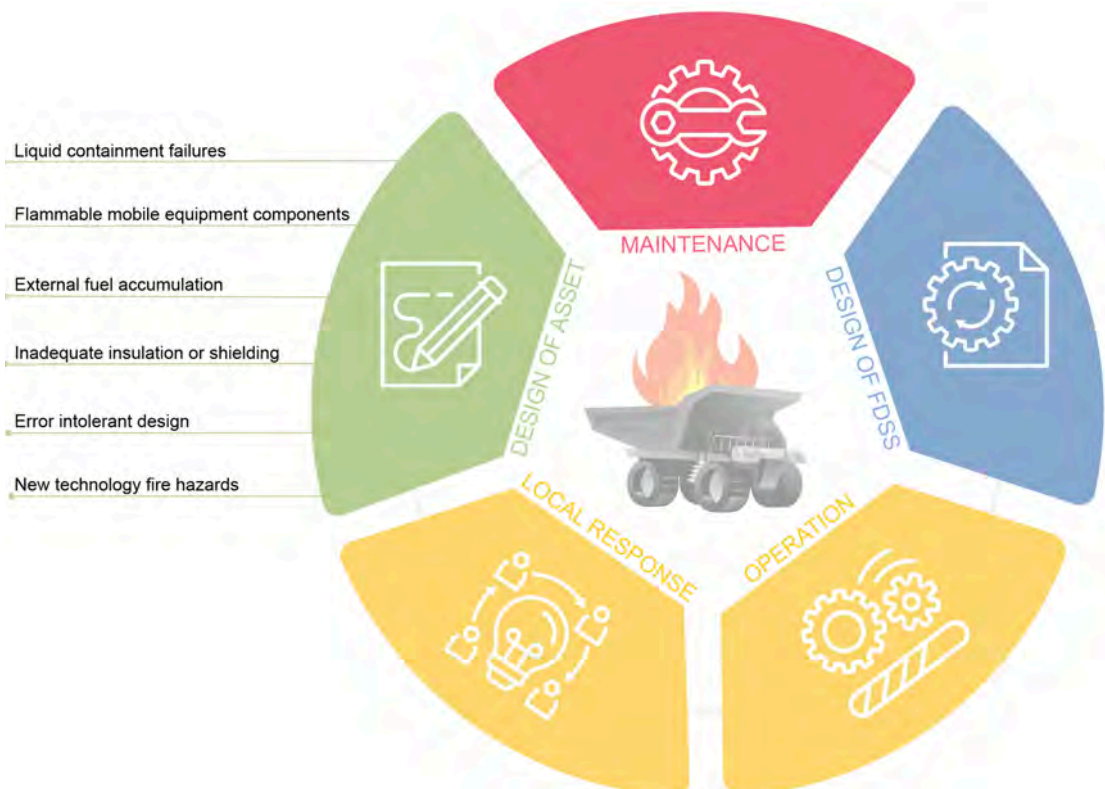 Liquid containment failures
Flammable mobile equipment components
External fuel accumulation
Inadequate insulation or shielding
Error intolerant design
New technology fire hazards
MAINTENANCE
DESIGN OF ASSET
DESIGN OF FDSS
LOCAL RESPONSE
OPERATION